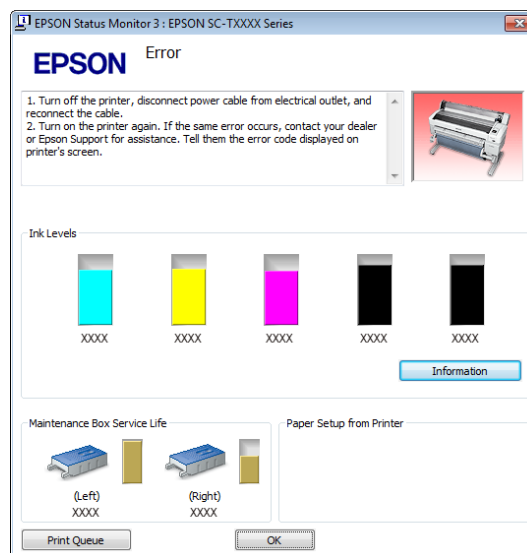 EPSON Status Monitor 3 : EPSON SC-TXXXX Series
EPSON
Error
1. Turn off the printer, disconnect power cable from electrical outlet, and
reconnect the cable.
2. Turn on the printer again. If the same error occurs, contact your dealer
or Epson Support for assistance. Tell them the error code displayed on
printer's screen.
Ink Levels
XXXX XXXX XXXX XXXX XXXX
Information
Maintenance Box Service Life
(Left) (Right)
XXXX XXXX
Paper Setup from Printer
Print Queue
OK